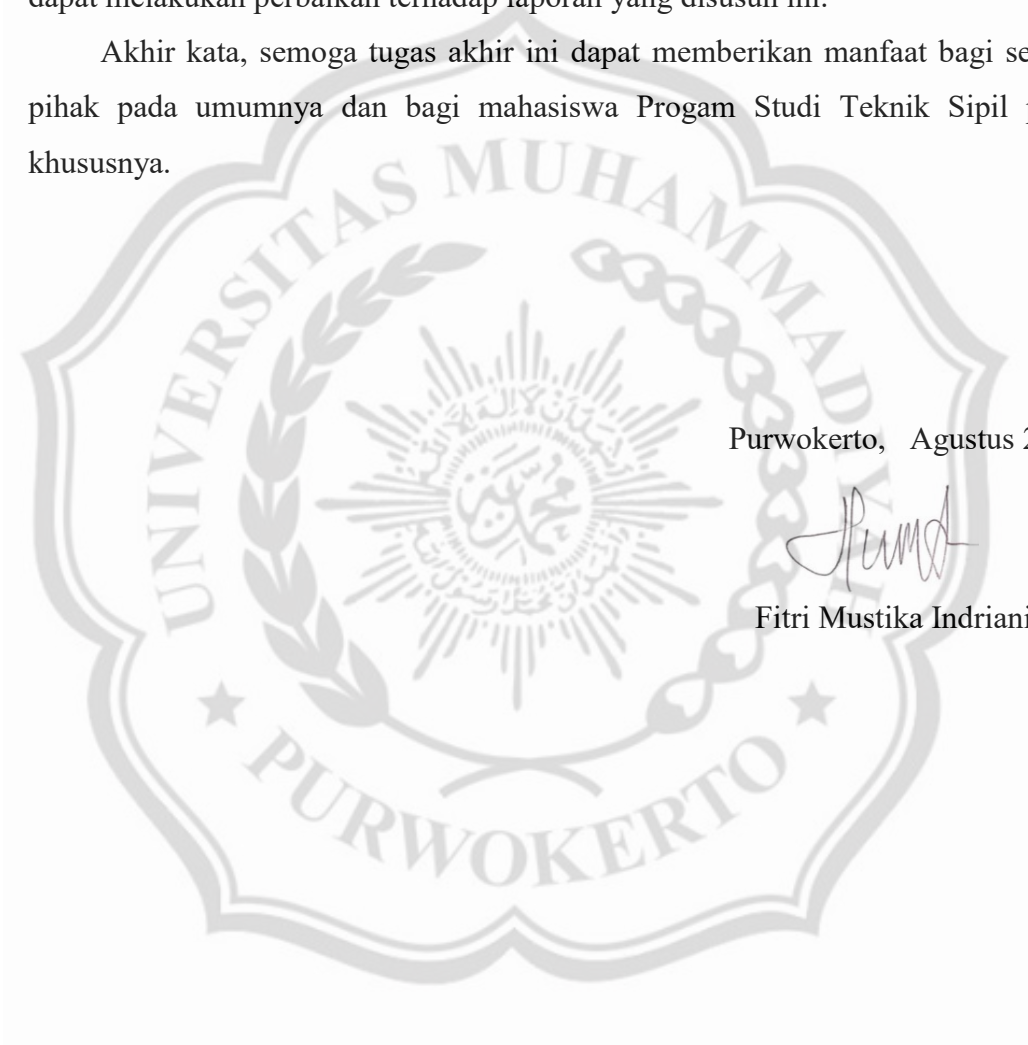 dapat melakukan perbaikan terhadap laporan yang disusun ini.
Akhir kata, semoga tugas akhir ini dapat memberikan manfaat bagi se
pihak pada umumnya dan bagi mahasiswa Progam Studi Teknik Sipil
khususnya.
UNIVERSITAS MUHAMMADIYAH
Purwokerto, Agustus 2
Fitri Mustika Indriani
★ PURWOKERTO ★